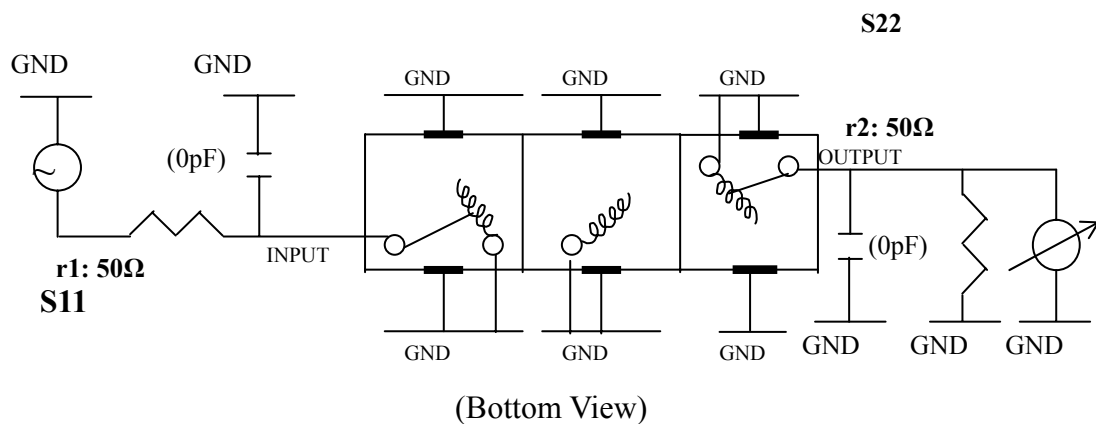 S22
GND
GND
GND
GND
GND
r2: 50Ω
OUTPUT
(0pF)
~
INPUT
(0pF)
r1: 50Ω
S11
GND
GND
GND
GND
GND
GND
(Bottom View)